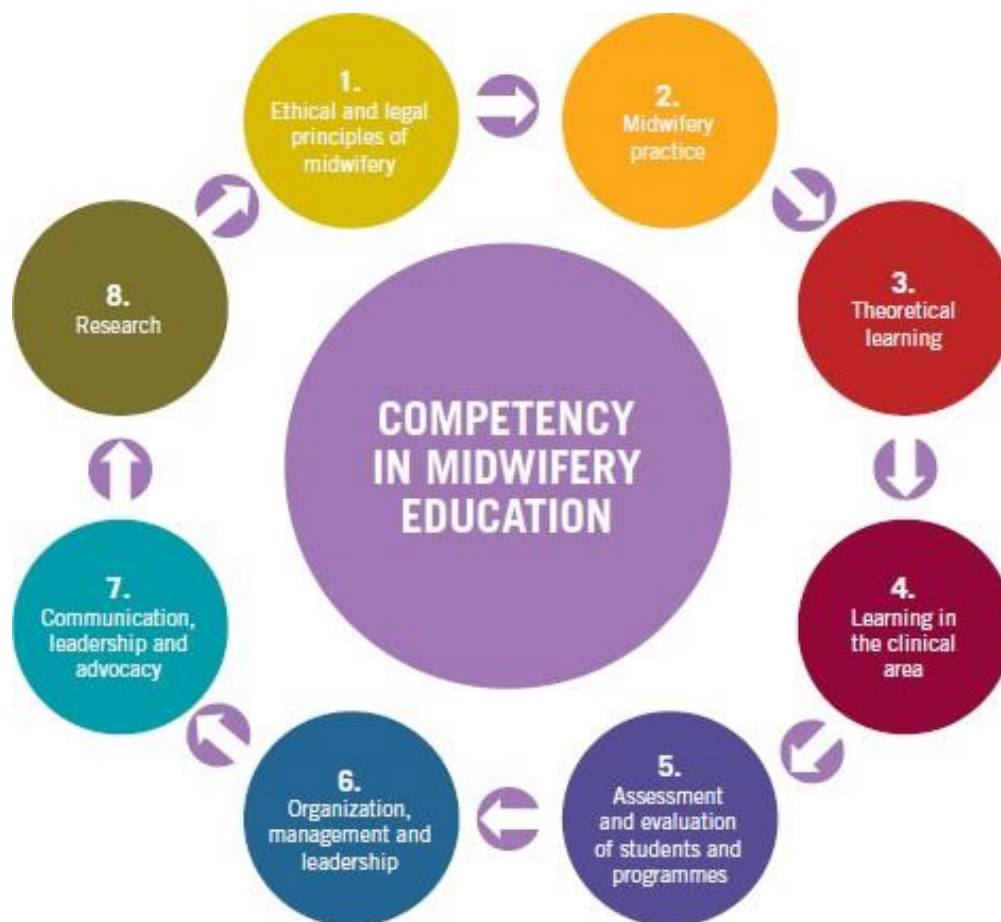 1.
Ethical and legal
principles of
midwifery
2.
Midwifery
practice
3.
Theoretical
learning
4.
Learning in
the clinical
area
5.
Assessment
and evaluation
of students and
programmes
6.
Organization,
management and
leadership
7.
Communication,
leadership and
advocacy
8.
Research
COMPETENCY
IN MIDWIFERY
EDUCATION